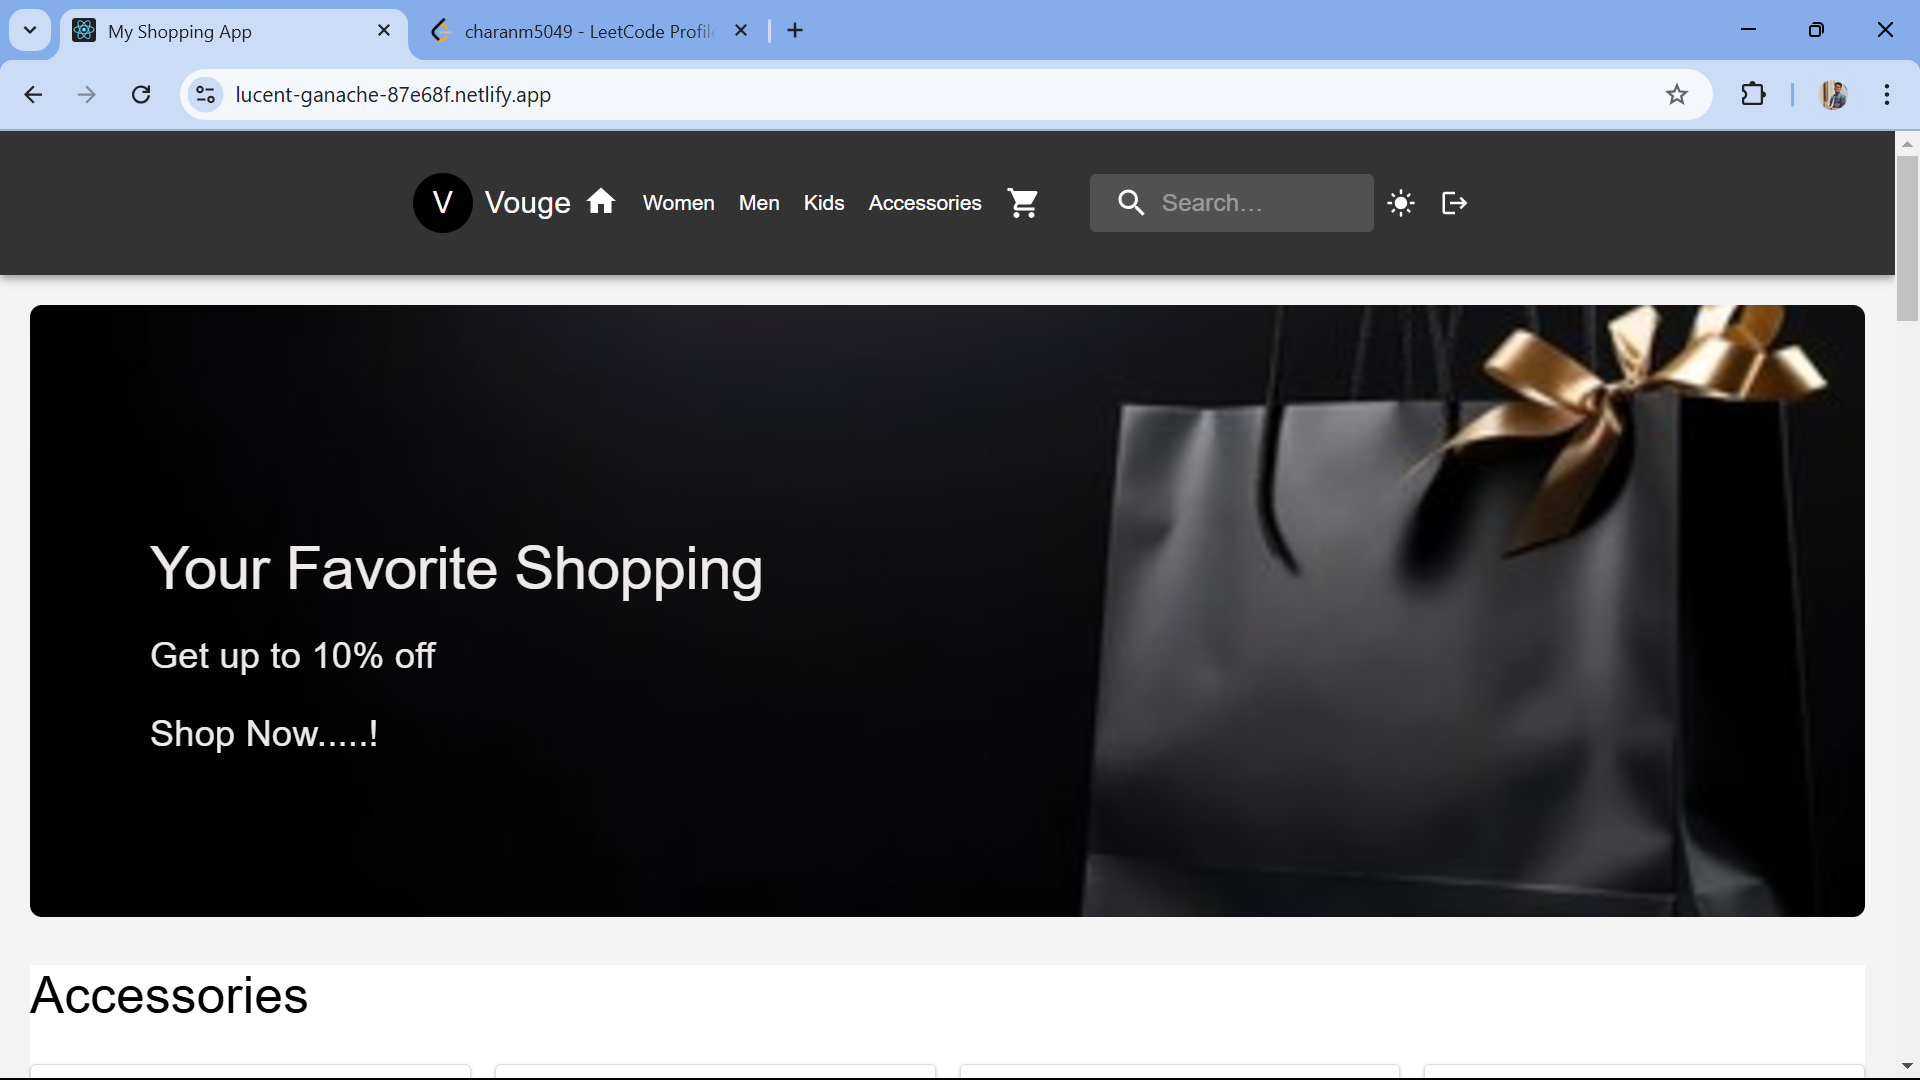 My Shopping App
charanm5049 - LeetCode Profil
lucent-ganache-87e68f.netlify.app
V Vouge Women Men Kids Accessories Search...
Your Favorite Shopping
Get up to 10% off
Shop Now.....!
Accessories